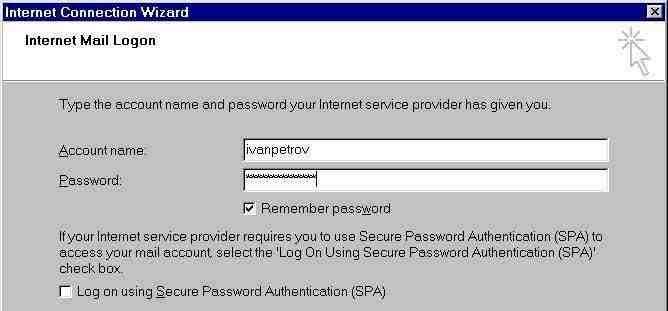 Internet Connection Wizard
Internet Mail Logon
Type the account name and password your Internet service provider has given you.
Account name: ivanpetrov
Password: **************
Remember password
If your Internet service provider requires you to use Secure Password Authentication (SPA) to
access your mail account, select the 'Log On Using Secure Password Authentication (SPA)'
check box.
Log on using Secure Password Authentication (SPA)